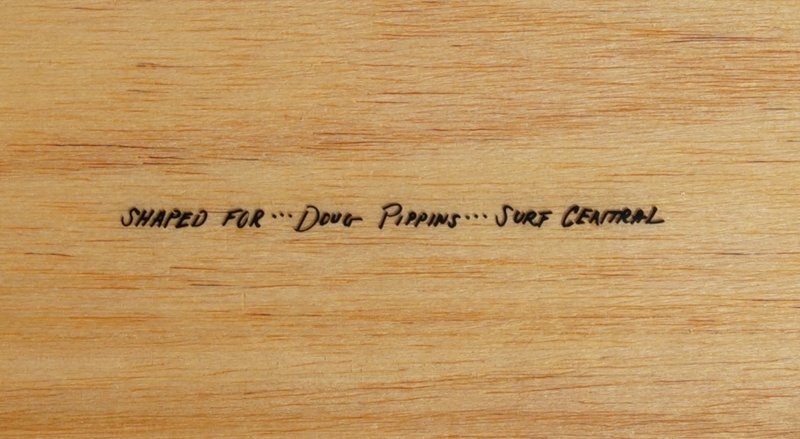 SHAPED FOR... DOUG PIPPINS... SURF CENTRAL